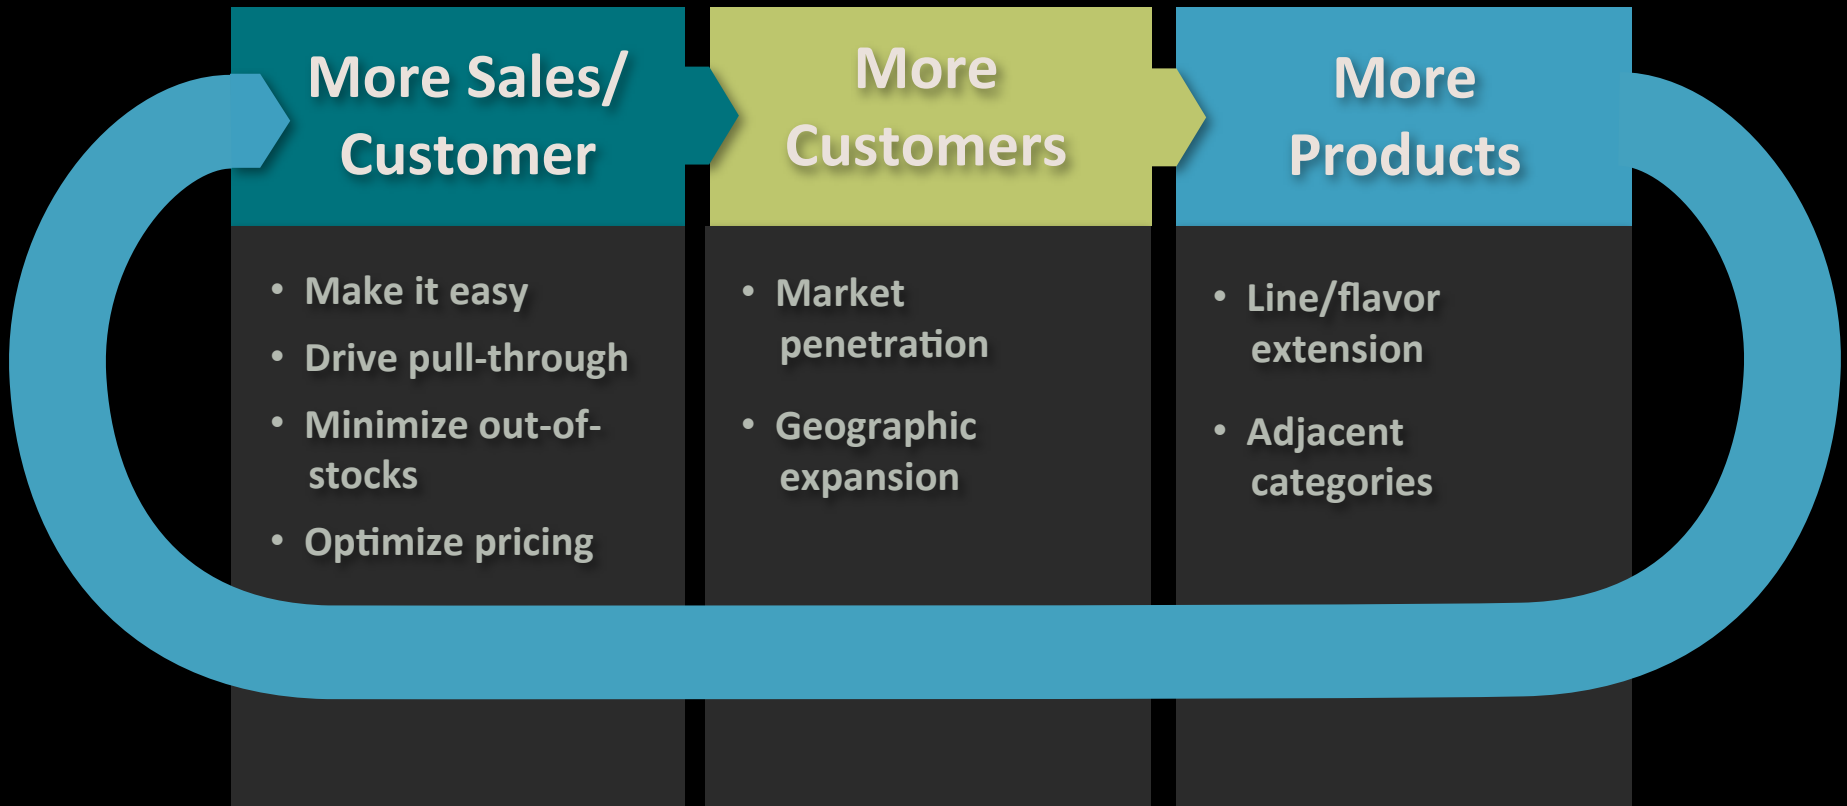 More Sales/
Customer
More
Customers
More
Products
• Make it easy
• Drive pull-through
• Minimize out-of-
stocks
• Optimize pricing
• Market
penetration
• Geographic
expansion
• Line/flavor
extension
• Adjacent
categories